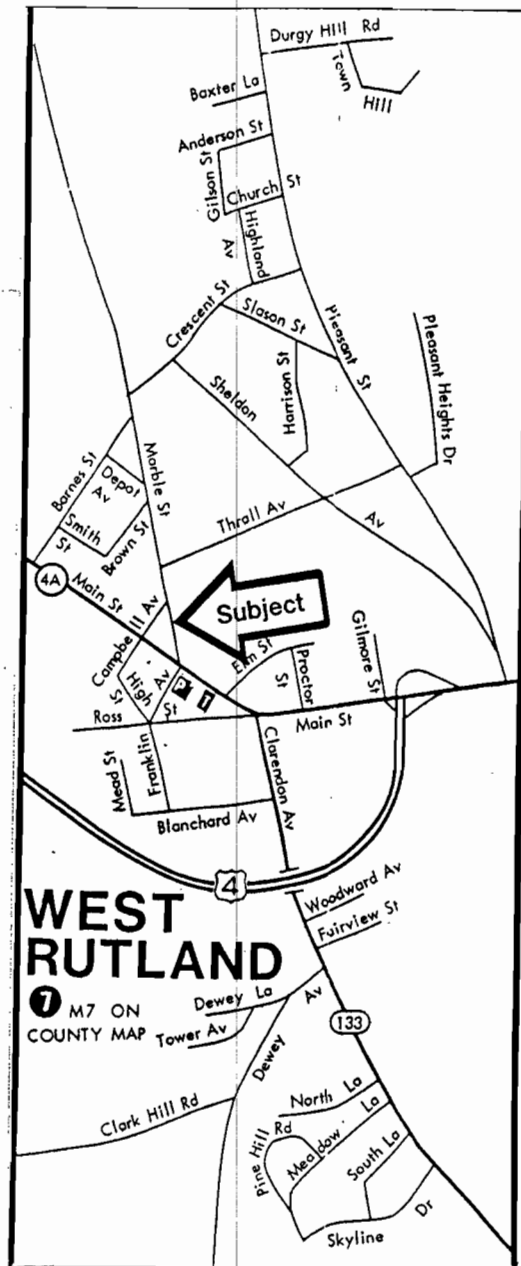 Durgy Hill Rd
Town
Hill
Baxter La
Anderson St
Gilson St
Church St
Highland
Av
Crescent St
Slason St
Pleasant St
Harrison St
Pleasant Heights Dr
Sheldon
Av
Marble St
Barnes St
Depot
Av
Smith
St
Brown St
Thrall Av
4A
Main St
Campbell Av
Subject
Elm St
Proctor
St
Gilmore St
High
St
Av
Ross
St
Main St
Mead St
Franklin
Clarendon Av
Blanchard Av
4
WEST
RUTLAND
7 M7 ON
COUNTY MAP
Woodward Av
Fairview St
Dewey La
Tower Av
Dewey
Av
133
Clark Hill Rd
North La
Pine Hill Rd
Meadow La
South La
Skyline
Dr